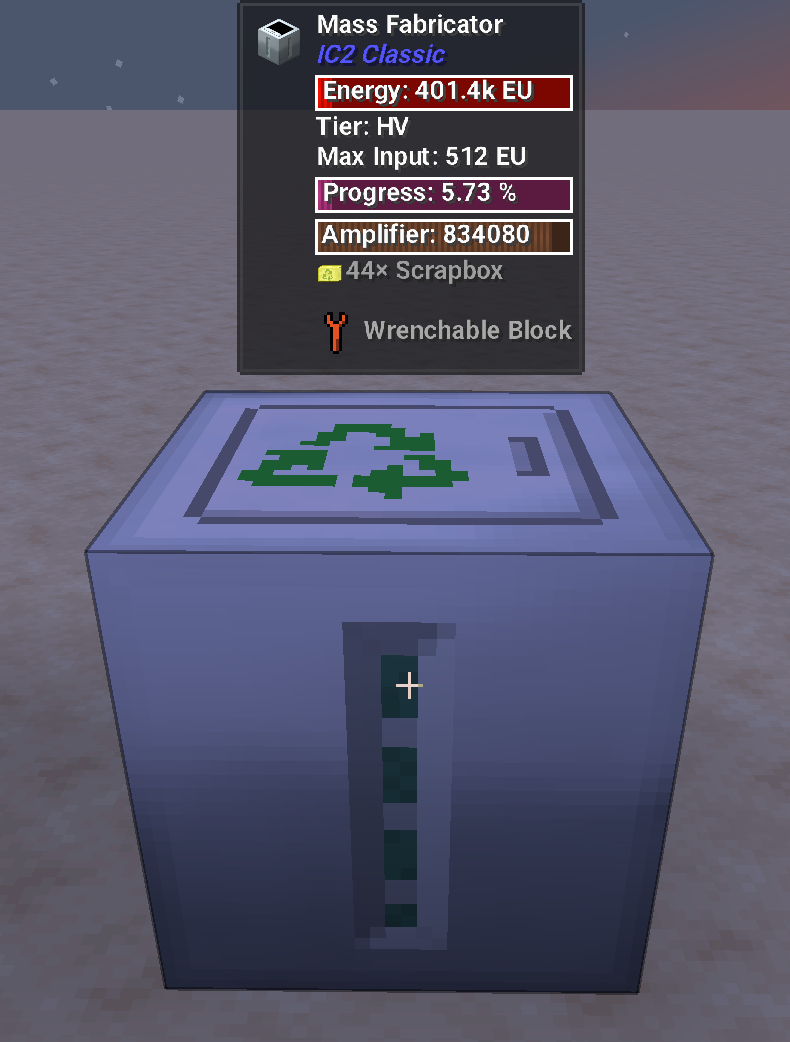 Mass Fabricator
IC2 Classic
Energy: 401.4k EU
Tier: HV
Max Input: 512 EU
Progress: 5.73 %
Amplifier: 834080
44× Scrapbox
Wrenchable Block